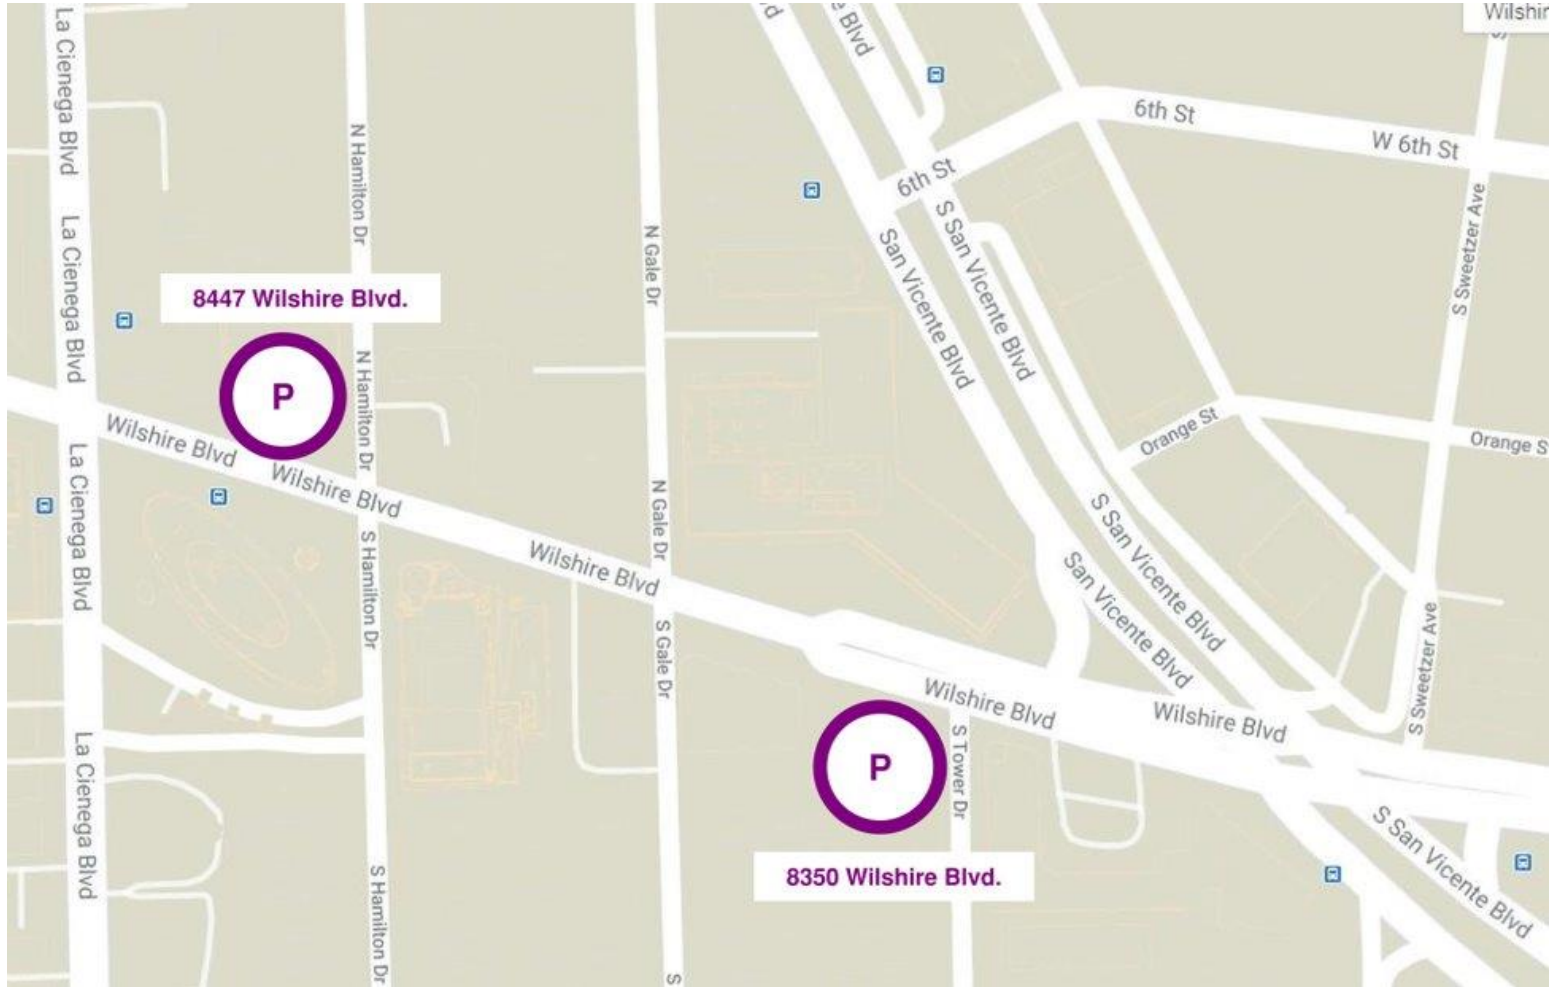 La Cienega Blvd
Blvd
Wilshir
N Hamilton Dr
6th St
W 6th St
6th St
S Sweetzer Ave
La Cienega Blvd
N Gale Dr
S San Vicente Blvd
San Vicente Blvd
8447 Wilshire Blvd.
P
N Hamilton Dr
Orange St
Orange S
Wilshire Blvd
Wilshire Blvd
La Cienega Blvd
N Gale Dr
S San Vicente Blvd
S Hamilton Dr
Wilshire Blvd
San Vicente Blvd
S Gale Dr
S Sweetzer Ave
Wilshire Blvd
Wilshire Blvd
La Cienega Blvd
P
S Tower Dr
8350 Wilshire Blvd.
S San Vicente Blvd
S Hamilton Dr
S